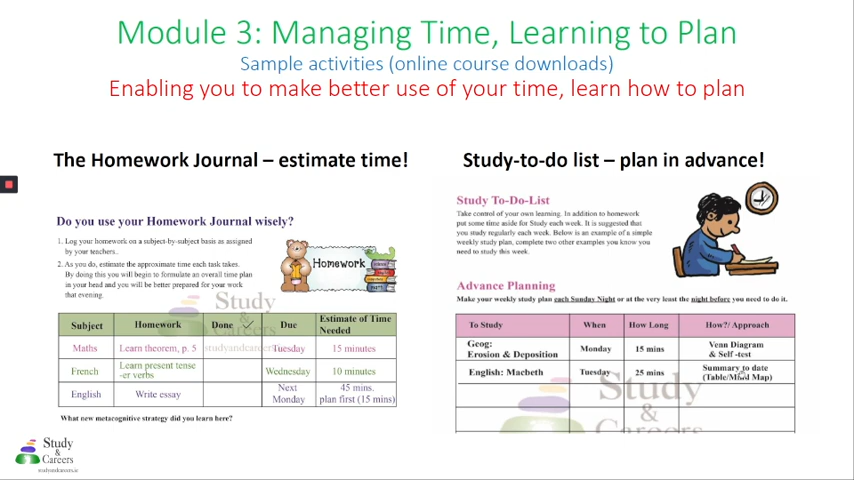 Module 3: Managing Time, Learning to Plan
Sample activities (online course downloads)
Enabling you to make better use of your time, learn how to plan
The Homework Journal – estimate time!
Do you use your Homework Journal wisely?
1. Log your homework on a subject-by-subject basis as assigned
by your teachers..
2. As you do, estimate the approximate time each task takes.
By doing this you will begin to formulate an overall time plan
in your head and you will be better prepared for your work
that evening.
Homework
Study
studyandcareers
Subject Homework Done ✓ Due Estimate of Time
Needed
Maths Learn theorem, p. 5 Tuesday 15 minutes
French Learn present tense
-er verbs Wednesday 10 minutes
English Write essay Next
Monday 45 mins.
plan first (15 mins)
What new metacognitive strategy did you learn here?
Study-to-do list – plan in advance!
Study To-Do-List
Take control of your own learning. In addition to homework
put some time aside for Study each week. It is suggested that
you study regularly each week. Below is an example of a simple
weekly study plan, complete two other examples you know you
need to study this week.
Advance Planning
Make your weekly study plan each Sunday Night or at the very least the night before you need to do it.
To Study When How Long How?/ Approach
Geog:
Erosion & Deposition Monday 15 mins Venn Diagram
& Self -test
English: Macbeth Tuesday 25 mins Summary to date
(Table/Mind Map)
Study
&
Careers
Study
&
Careers
studyandcareers.ie